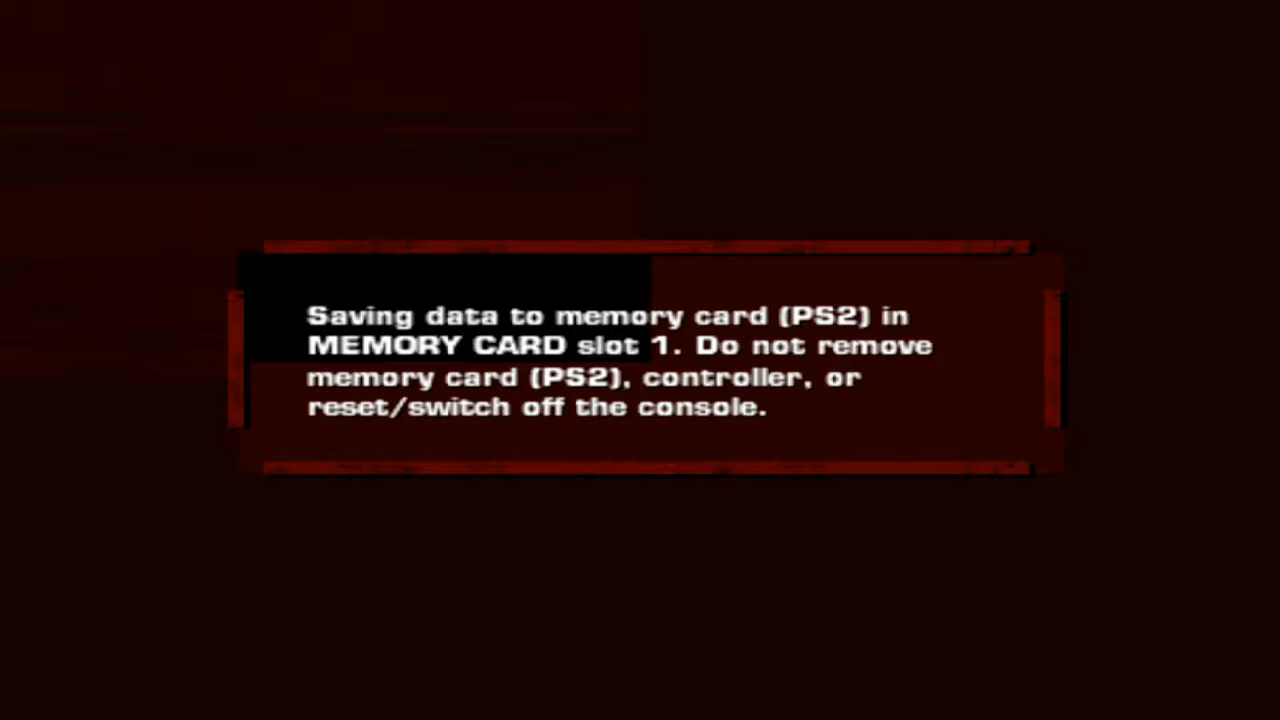 Saving data to memory card (PS2) in
MEMORY CARD slot 1. Do not remove
memory card (PS2), controller, or
reset/switch off the console.